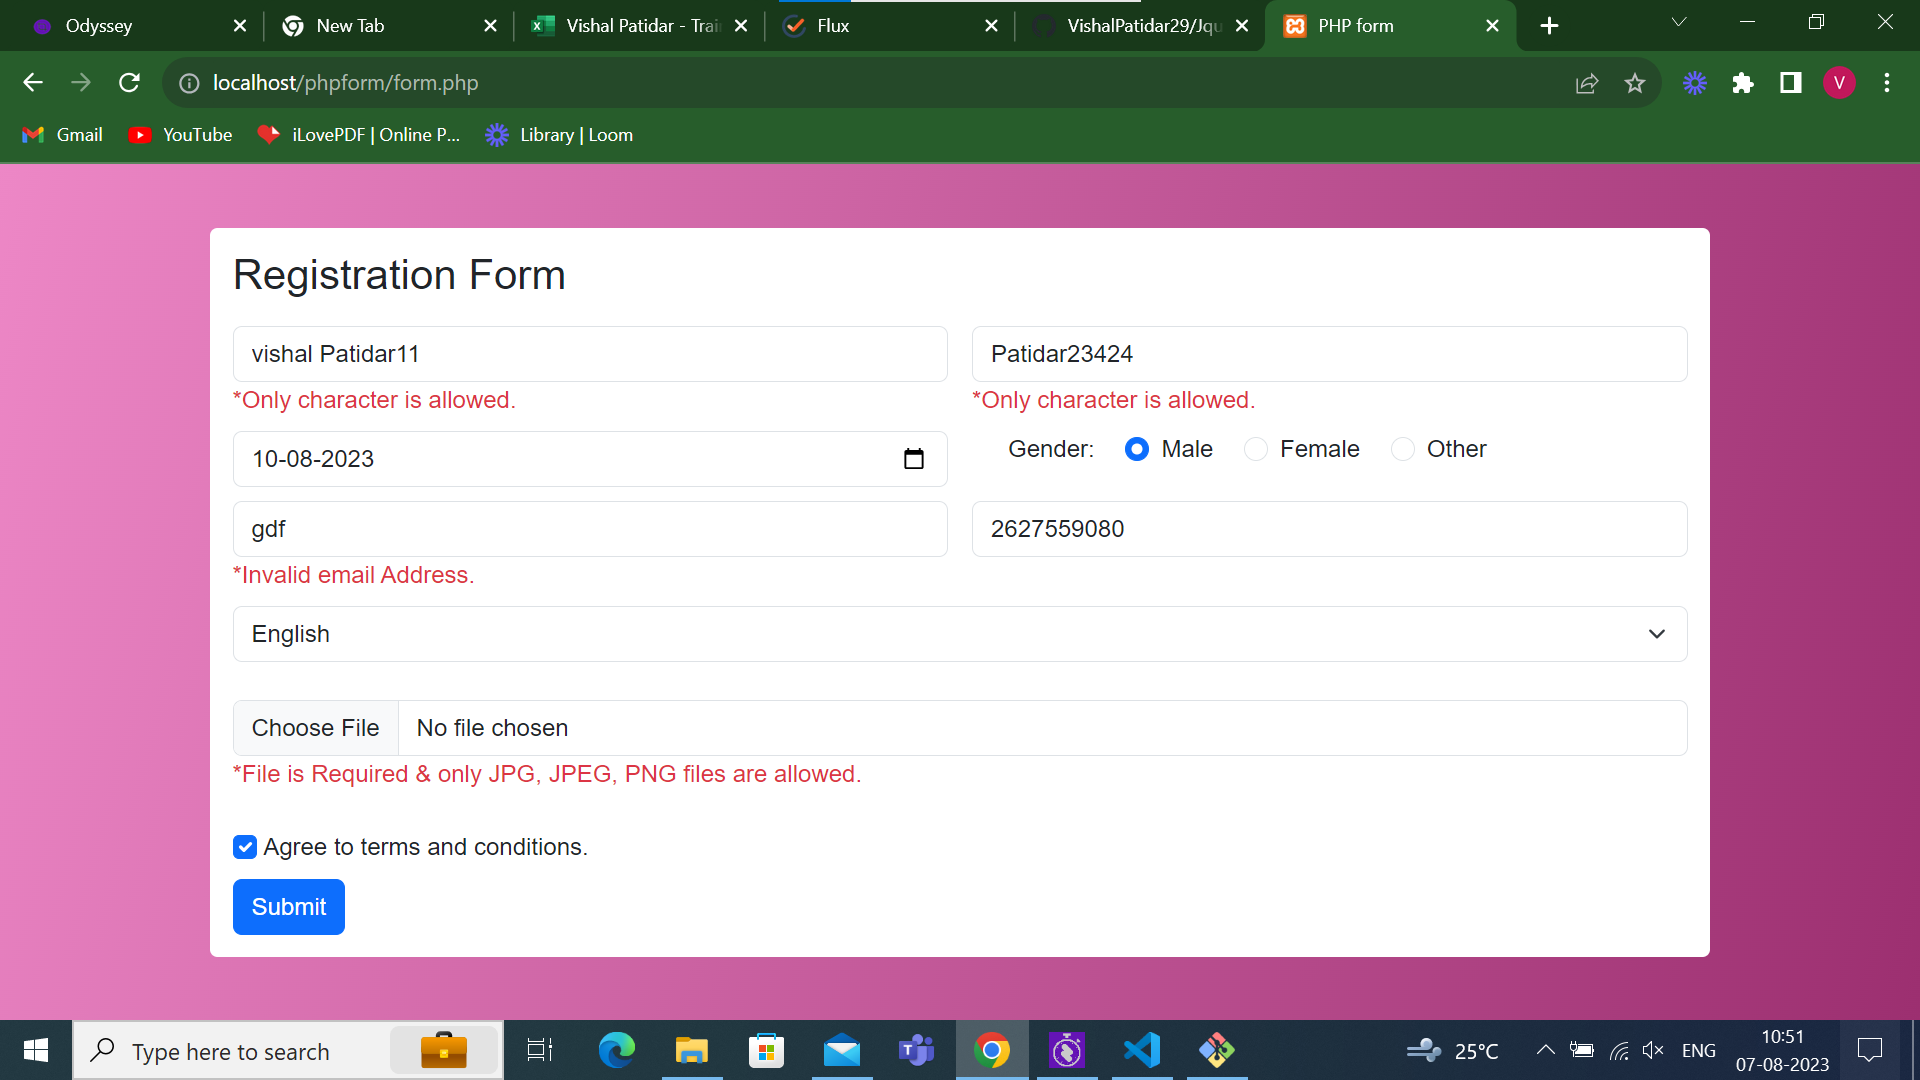 Odyssey
New Tab
Vishal Patidar - Trai
Flux
VishalPatidar29/Jqu
PHP form
localhost/phpform/form.php
V
Gmail
YouTube
iLovePDF | Online P...
Library | Loom
Registration Form
vishal Patidar11
Patidar23424
*Only character is allowed.
*Only character is allowed.
10-08-2023
Gender: Male Female Other
gdf
2627559080
*Invalid email Address.
English
Choose File No file chosen
*File is Required & only JPG, JPEG, PNG files are allowed.
Agree to terms and conditions.
Submit
Type here to search
25°C
ENG
10:51
07-08-2023